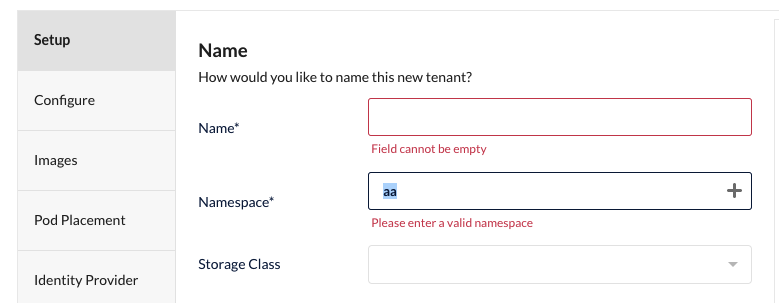 Setup
Configure
Images
Pod Placement
Identity Provider
Name
How would you like to name this new tenant?
Name*
Field cannot be empty
Namespace*
aa
Please enter a valid namespace
Storage Class